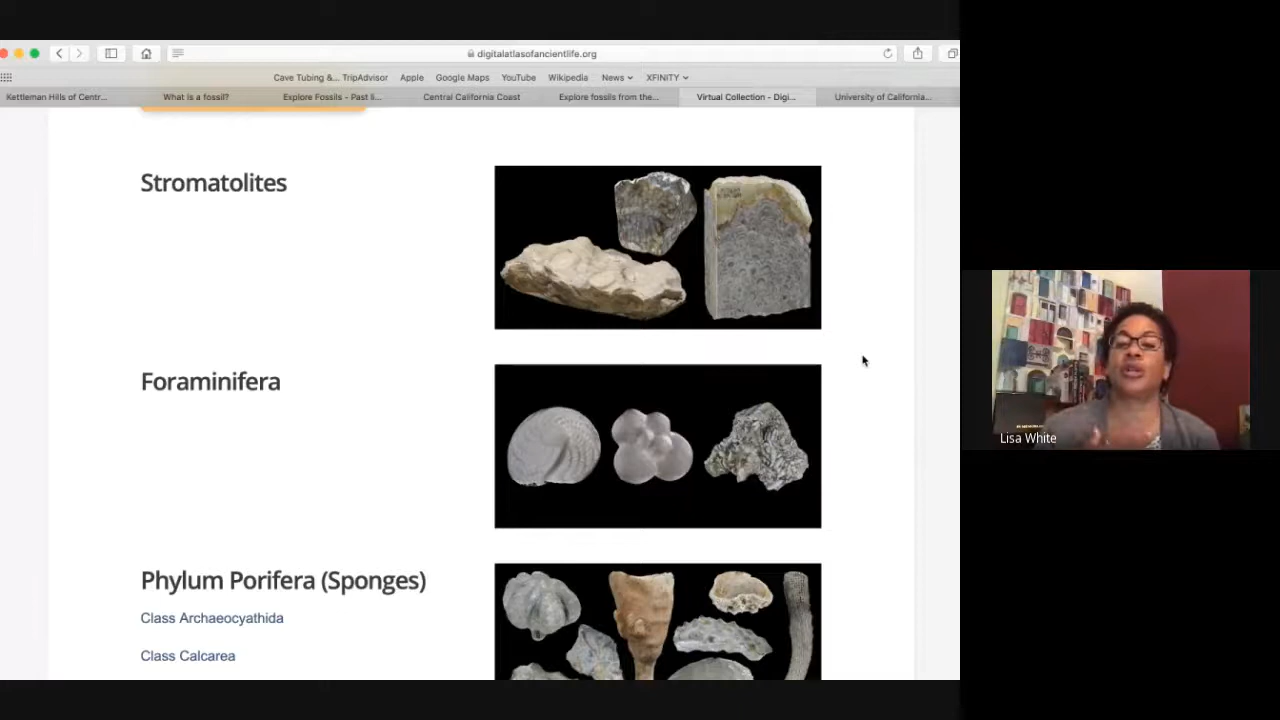 digitalatlasofancientlife.org
Cave Tubing &... TripAdvisor Apple Google Maps YouTube Wikipedia News XFINITY
Kettleman Hills of Centr... What is a fossil? Explore Fossils - Past li... Central California Coast Explore fossils from the... Virtual Collection - Digi... University of California...
Stromatolites
Foraminifera
Lisa White
Phylum Porifera (Sponges)
Class Archaeocyathida
Class Calcarea